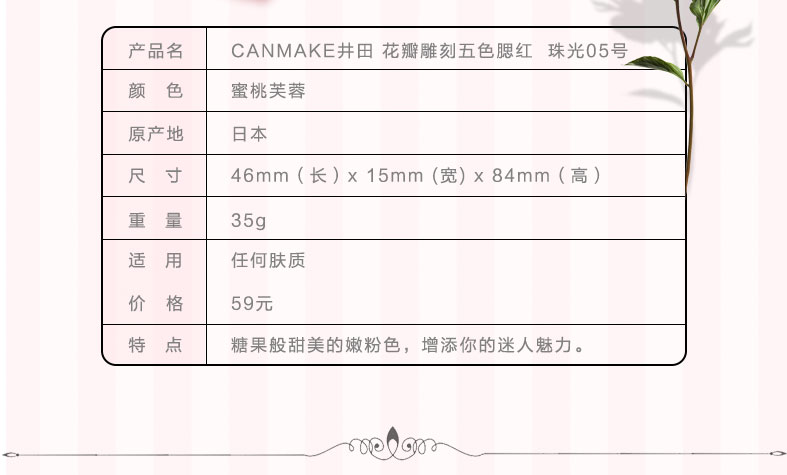 产品名 CANMAKE井田 花瓣雕刻五色腮红 珠光05号
颜 色 蜜桃芙蓉
原产地 日本
尺 寸 46mm（长）x 15mm (宽) x 84mm（高）
重 量 35g
适 用 任何肤质
价 格 59元
特 点 糖果般甜美的嫩粉色，增添你的迷人魅力。